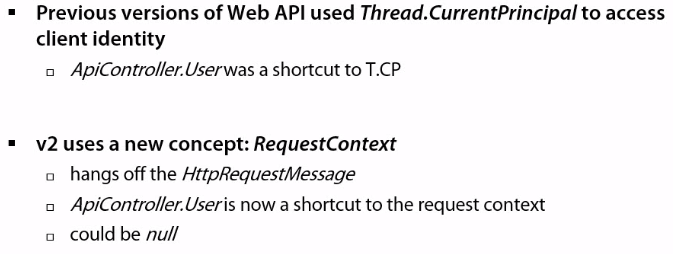 Previous versions of Web API used Thread.CurrentPrincipal to access
client identity
ApiController.User was a shortcut to T.CP
v2 uses a new concept: RequestContext
hangs off the HttpRequestMessage
ApiController.User is now a shortcut to the request context
could be null